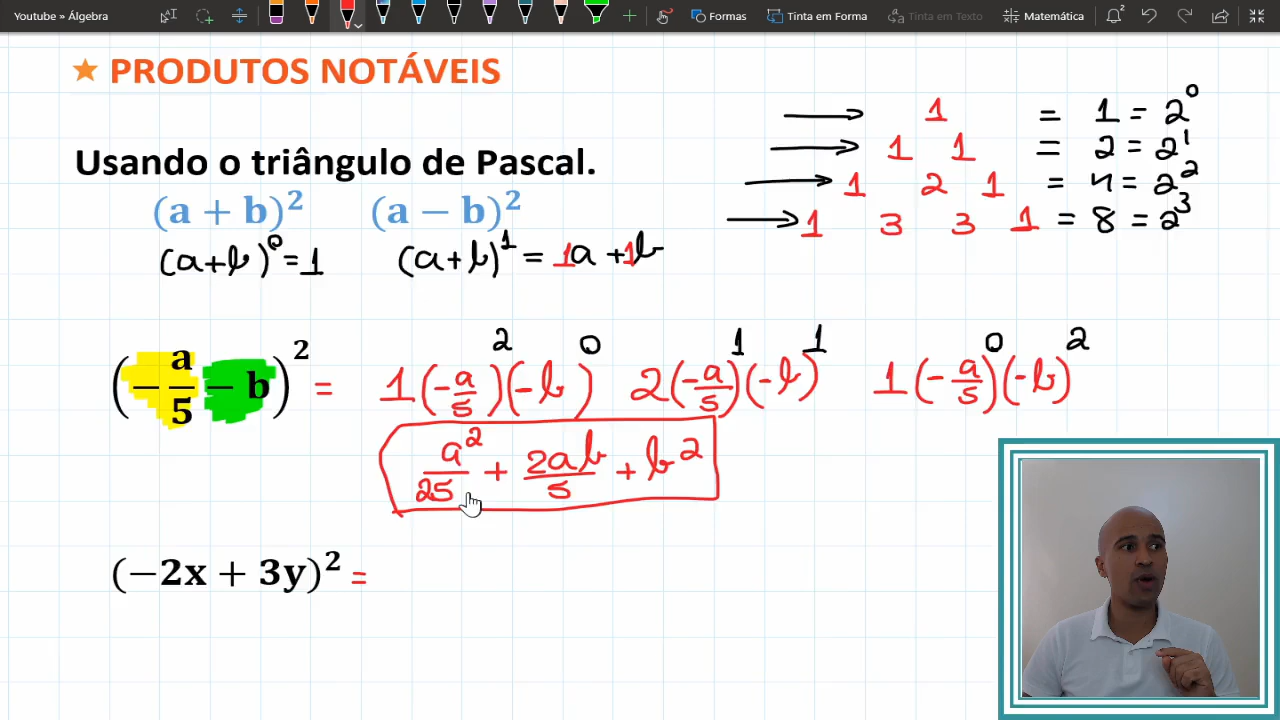 Youtube » Álgebra
Formas
Tinta em Forma
Tinta em Texto
Matemática
2
PRODUTOS NOTÁVEIS
Usando o triângulo de Pascal.
(a + b)² (a − b)²
(a+b)⁰=1 (a+b)¹ = 1a + 1b
1 = 1 = 2⁰
1 1 = 2 = 2¹
1 2 1 = 4 = 2²
1 3 3 1 = 8 = 2³
(−a/5 − b)² = 1(−a/5)²(−b)⁰ 2(−a/5)¹(−b)¹ 1(−a/5)⁰(−b)²
a²/25 + 2ab/5 + b²
(−2x + 3y)² =